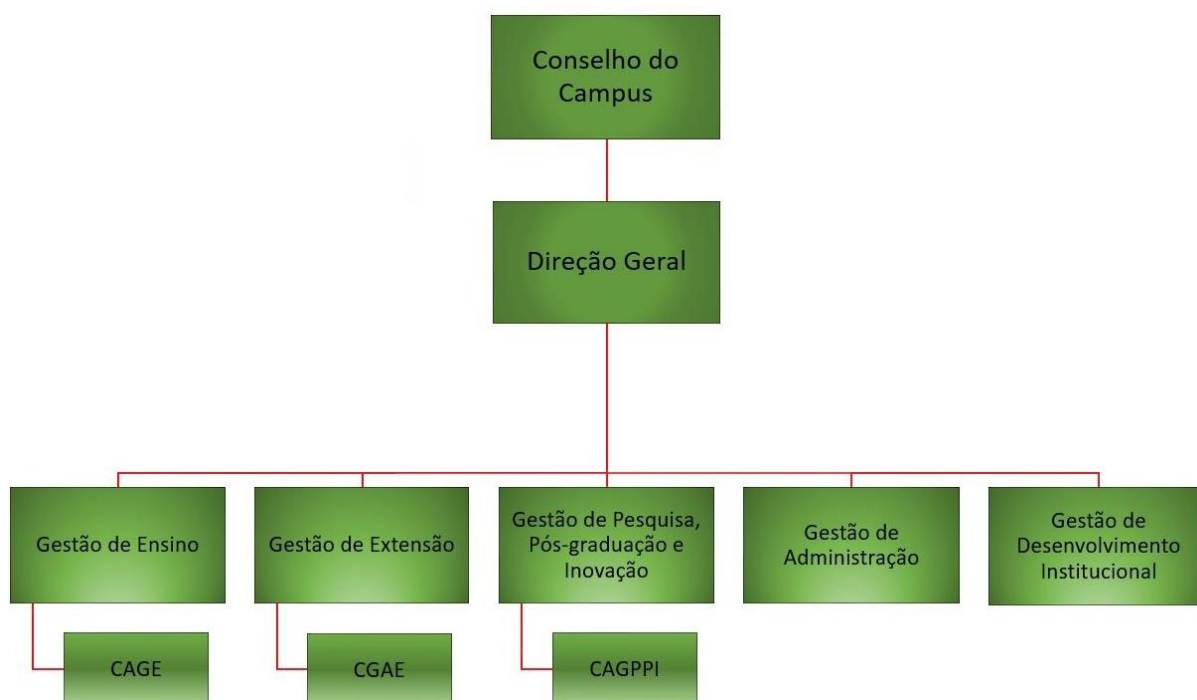 Conselho do
Campus
Direção Geral
Gestão de Ensino
Gestão de Extensão
Gestão de Pesquisa,
Pós-graduação e
Inovação
Gestão de
Administração
Gestão de
Desenvolvimento
Institucional
CAGE
CGAE
CAGPPI